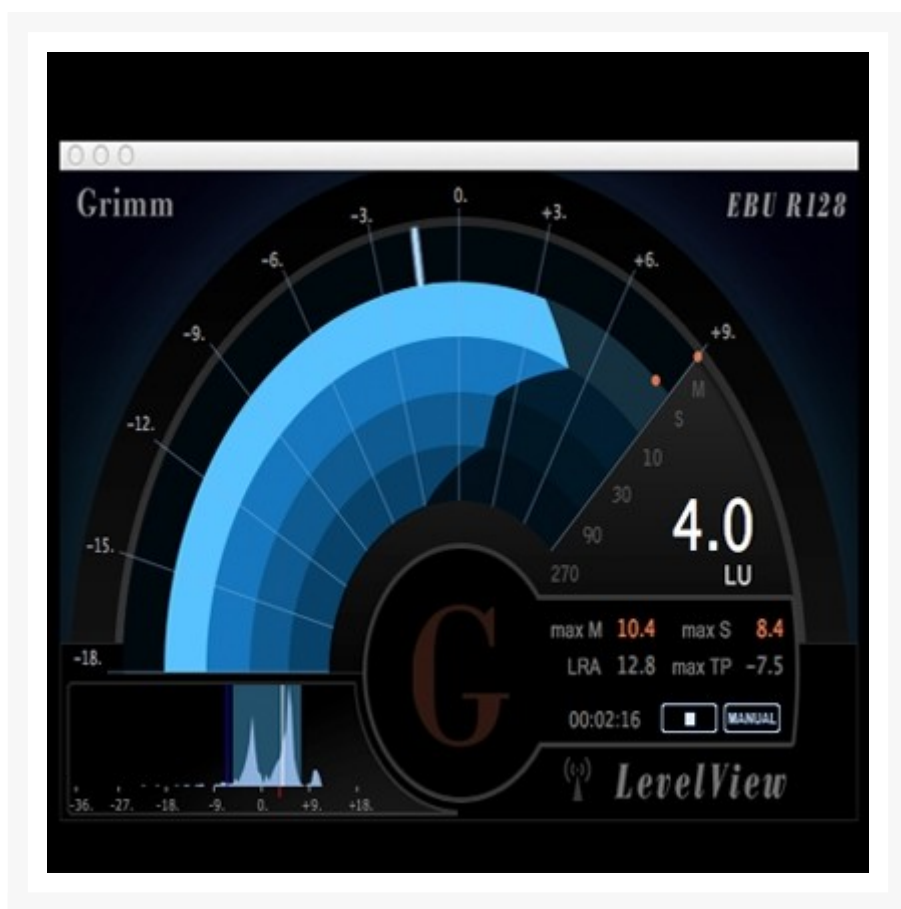 Grimm
EBU R128
-18.
-15.
-12.
-9.
-6.
-3.
0.
+3.
+6.
+9.
M
S
10
30
90
270
4.0
LU
G
max M 10.4 max S 8.4
LRA 12.8 max TP -7.5
00:02:16 MANUAL
LevelView
-36. -27. -18. -9. 0. +9. +18.